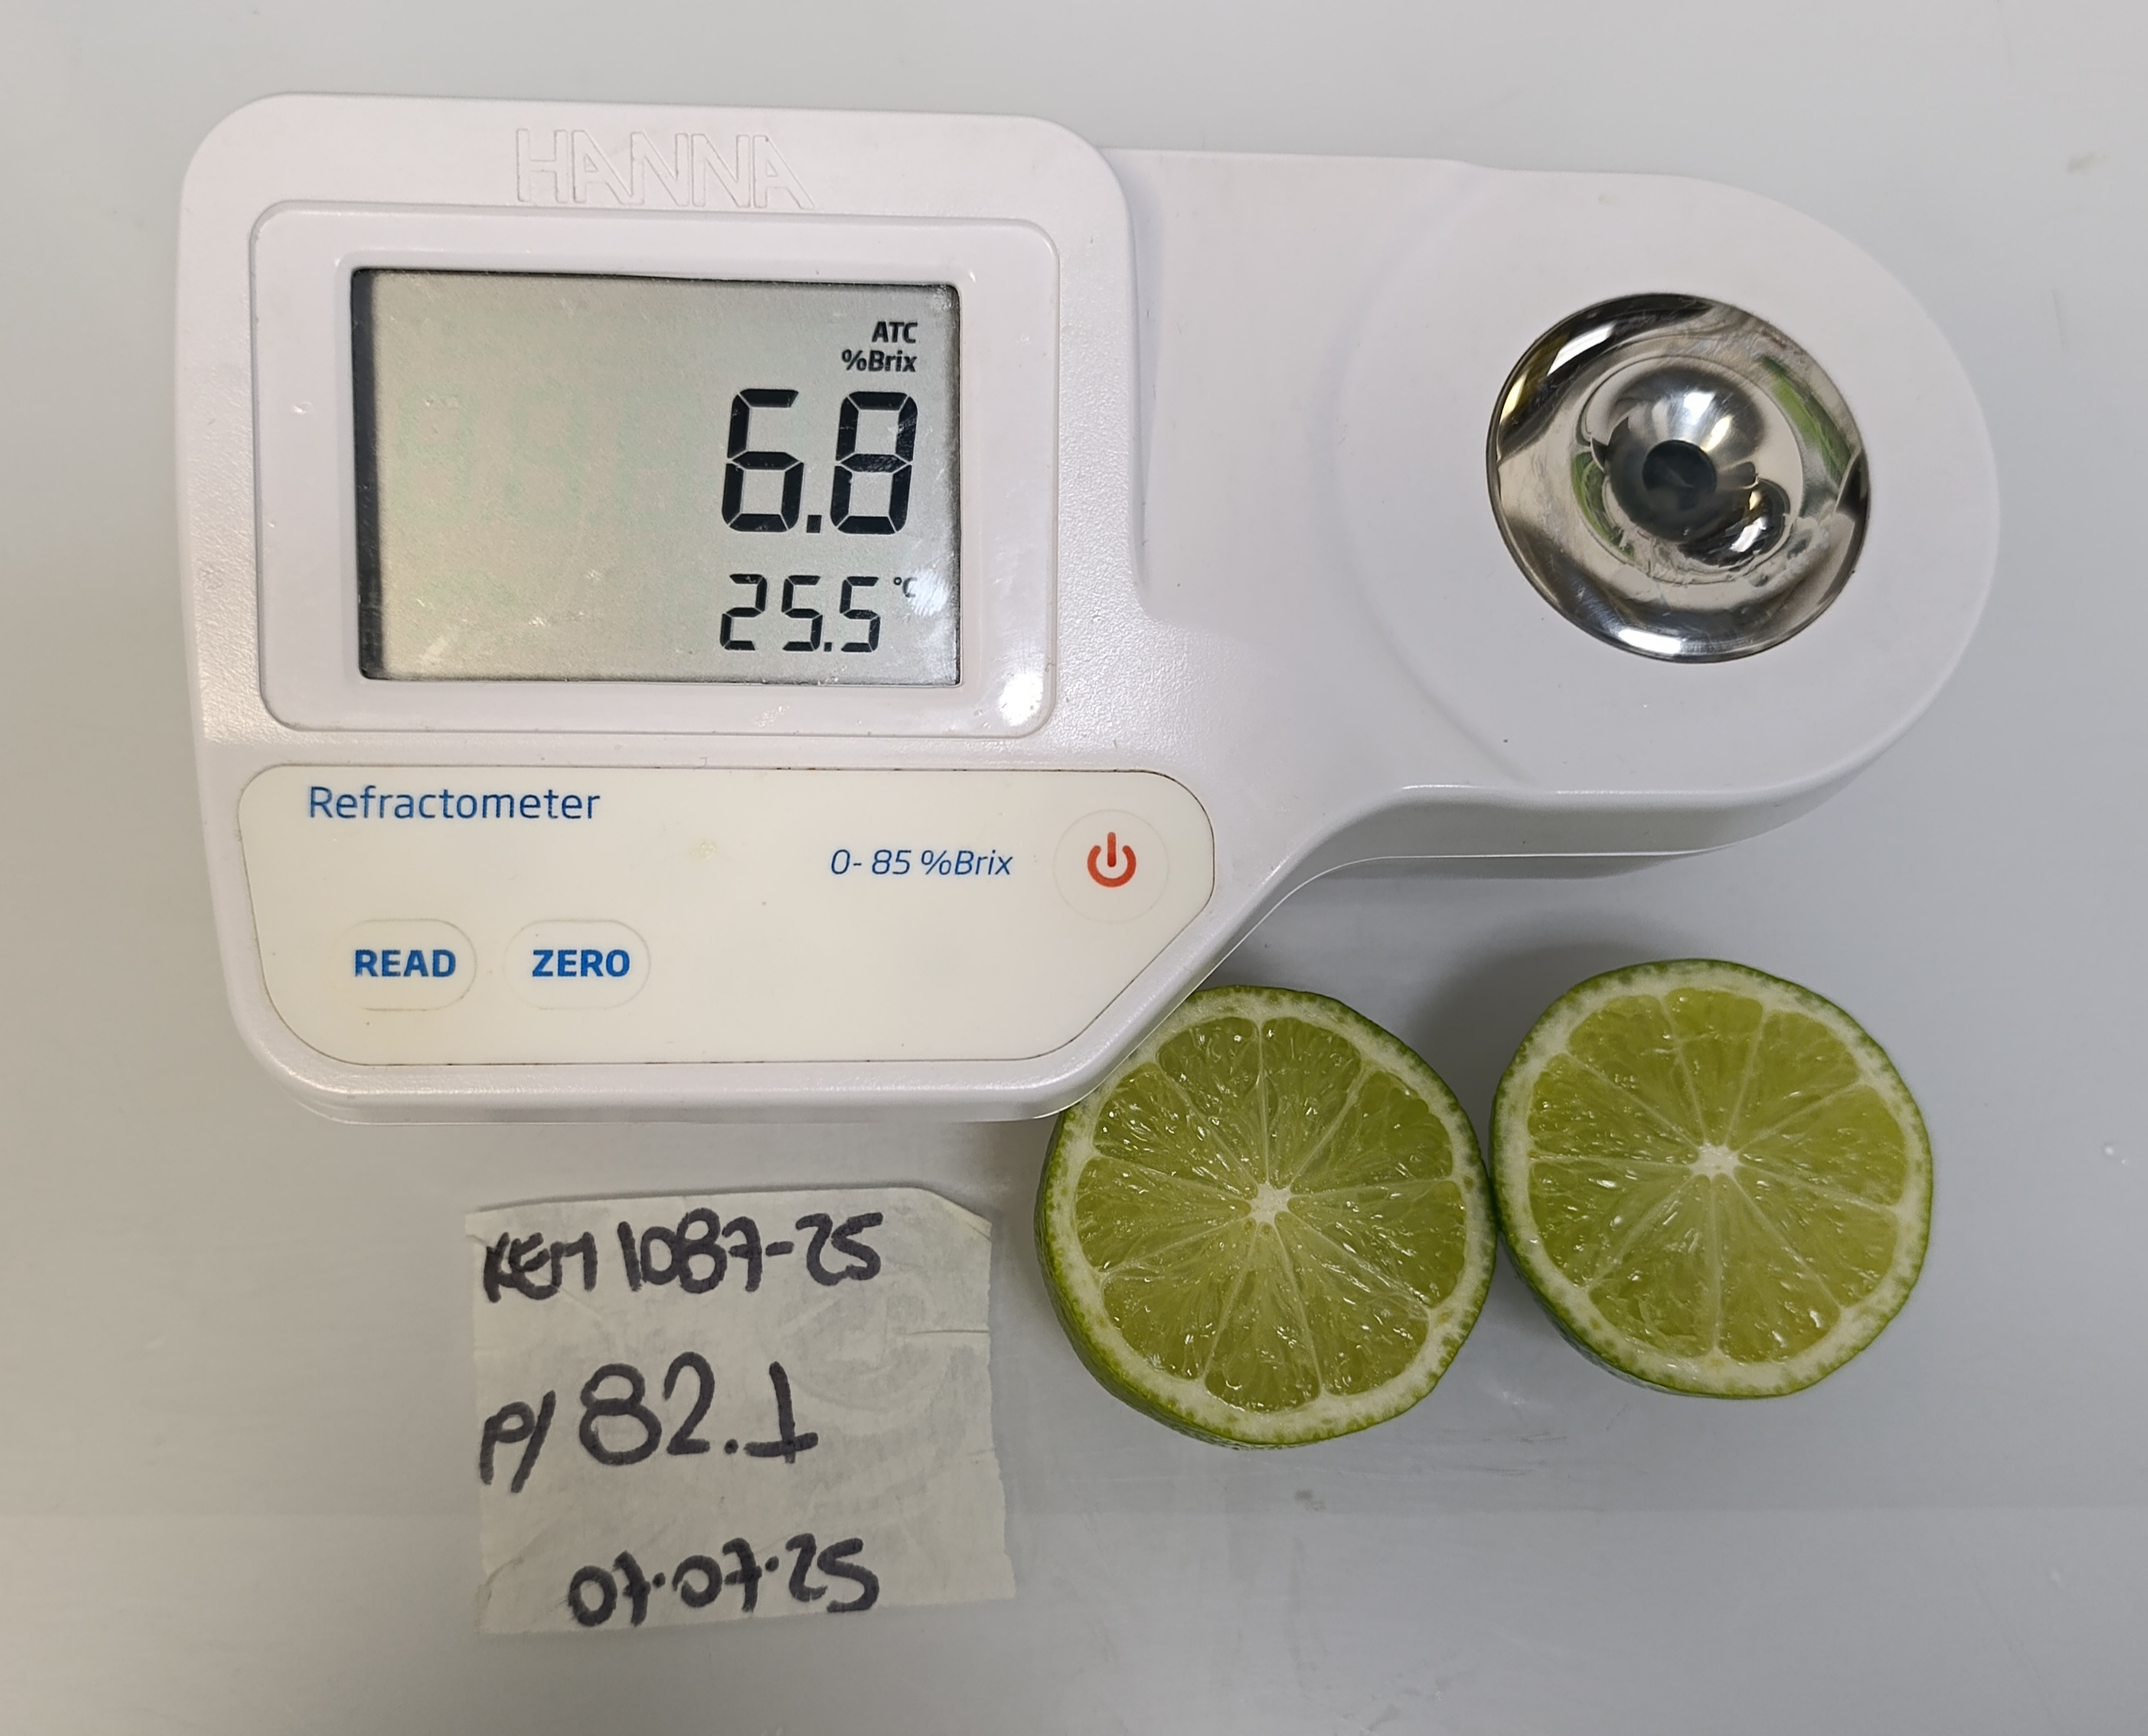 HANNA
ATC
%Brix
6.8
25.5 °C
Refractometer
0- 85 %Brix
READ ZERO
KEM 1087-25
P/ 82.1
07.07.25